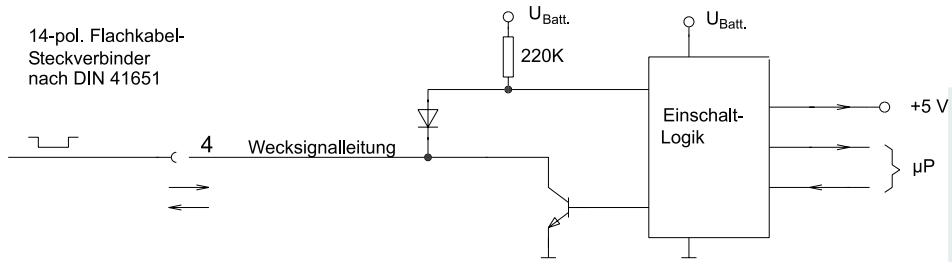 14-pol. Flachkabel-
Steckverbinder
nach DIN 41651
U Batt.
220K
U Batt.
Einschalt-
Logik
+5 V
µP
4
Wecksignalleitung